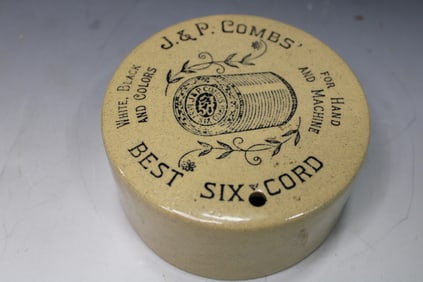 J. & P. COMBS'
WHITE, BLACK
AND COLORS
FOR HAND
AND MACHINE
BEST SIX CORD